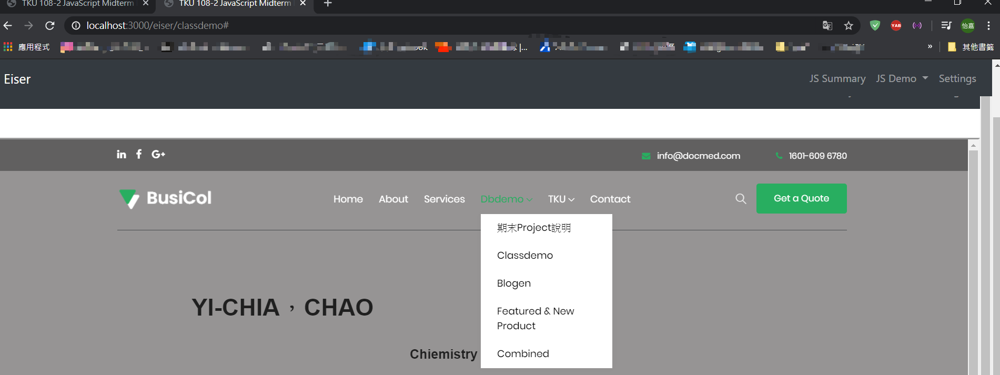 TKU 108-2 JavaScript Midterm
TKU 108-2 JavaScript Midterm
localhost:3000/eiser/classdemo#
YAB
怡嘉
應用程式
其他書籤
Eiser
JS Summary JS Demo Settings
in f G+
info@docmed.com 1601-609 6780
BusiCol
Home About Services Dbdemo TKU Contact
Get a Quote
期末Project說明
Classdemo
Blogen
Featured & New
Product
Combined
YI-CHIA，CHAO
Chiemistry